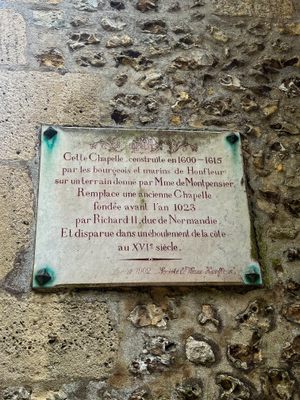 Cette Chapelle, construite en 1600-1615
par les bourgeois et marins de Honfleur
sur un terrain donné par Mme de Montpensier,
Remplace une ancienne Chapelle
fondée avant l'an 1023
par Richard II, duc de Normandie,
Et disparue dans un éboulement de la côte
au XVIe siècle.
1902